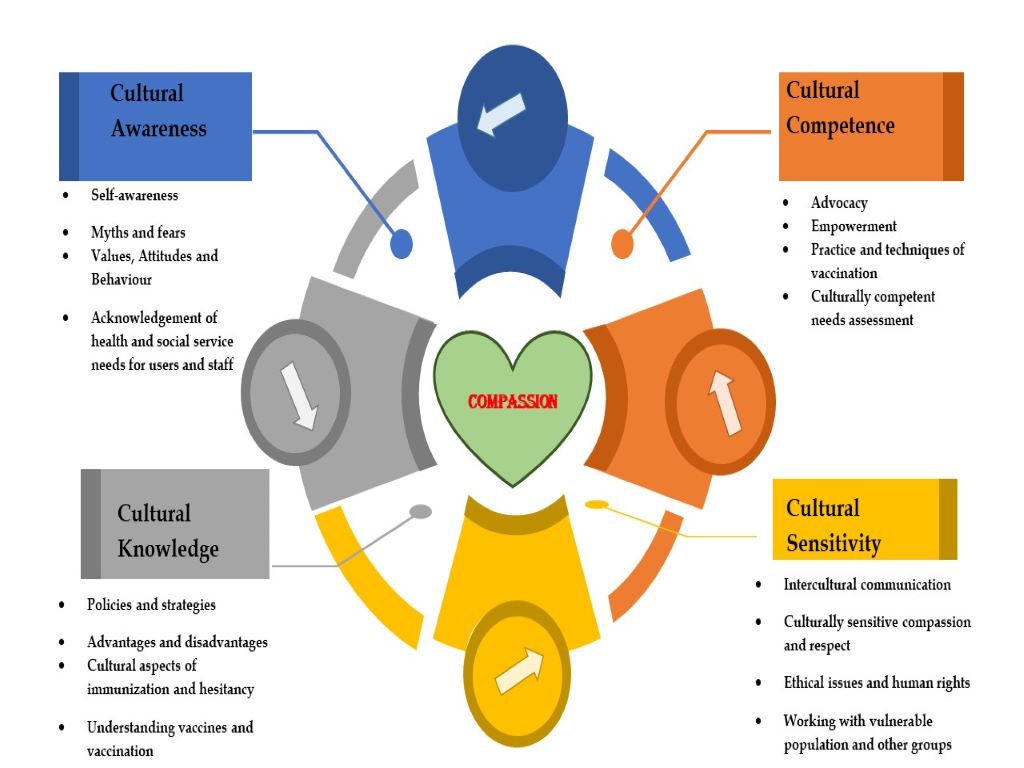 Cultural
Awareness
• Self-awareness
• Myths and fears
• Values, Attitudes and
Behaviour
• Acknowledgement of
health and social service
needs for users and staff
Cultural
Competence
• Advocacy
• Empowerment
• Practice and techniques of
vaccination
• Culturally competent
needs assessment
COMPASSION
Cultural
Knowledge
• Policies and strategies
• Advantages and disadvantages
• Cultural aspects of
immunization and hesitancy
• Understanding vaccines and
vaccination
Cultural
Sensitivity
• Intercultural communication
• Culturally sensitive compassion
and respect
• Ethical issues and human rights
• Working with vulnerable
population and other groups